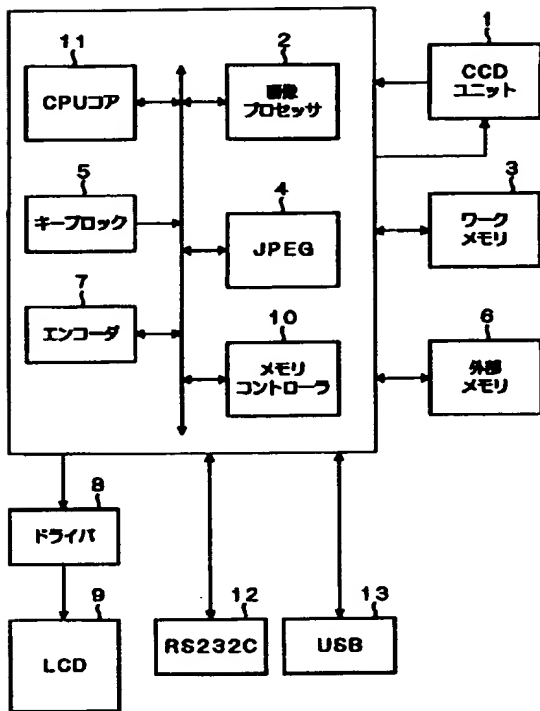 11
CPUコア
2
画像
プロセッサ
1
CCD
ユニット
5
キーブロック
4
JPEG
3
ワーク
メモリ
7
エンコーダ
10
メモリ
コントローラ
6
外部
メモリ
8
ドライバ
9
LCD
12
RS232C
13
USB